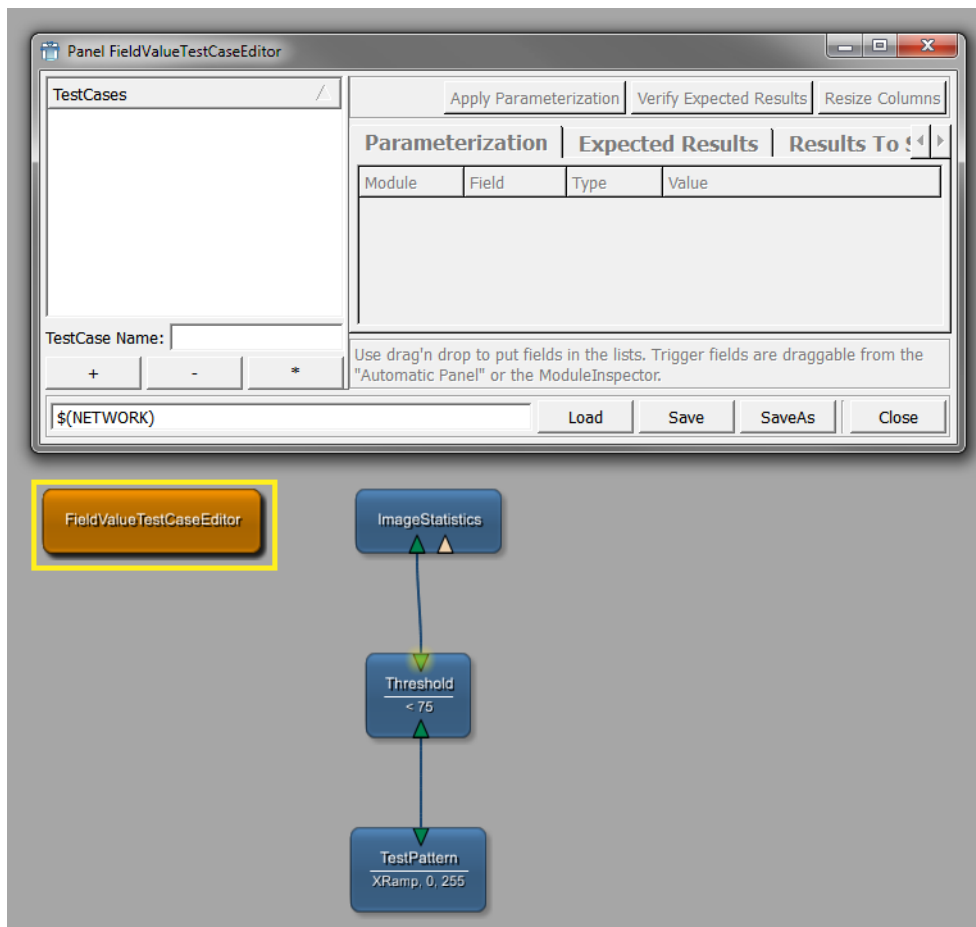 Panel FieldValueTestCaseEditor
TestCases
Apply Parameterization
Verify Expected Results
Resize Columns
Parameterization
Expected Results
Results To
Module
Field
Type
Value
TestCase Name:
+
-
*
Use drag'n drop to put fields in the lists. Trigger fields are draggable from the
"Automatic Panel" or the ModuleInspector.
$(NETWORK)
Load
Save
SaveAs
Close
FieldValueTestCaseEditor
ImageStatistics
Threshold
< 75
TestPattern
XRamp, 0, 255